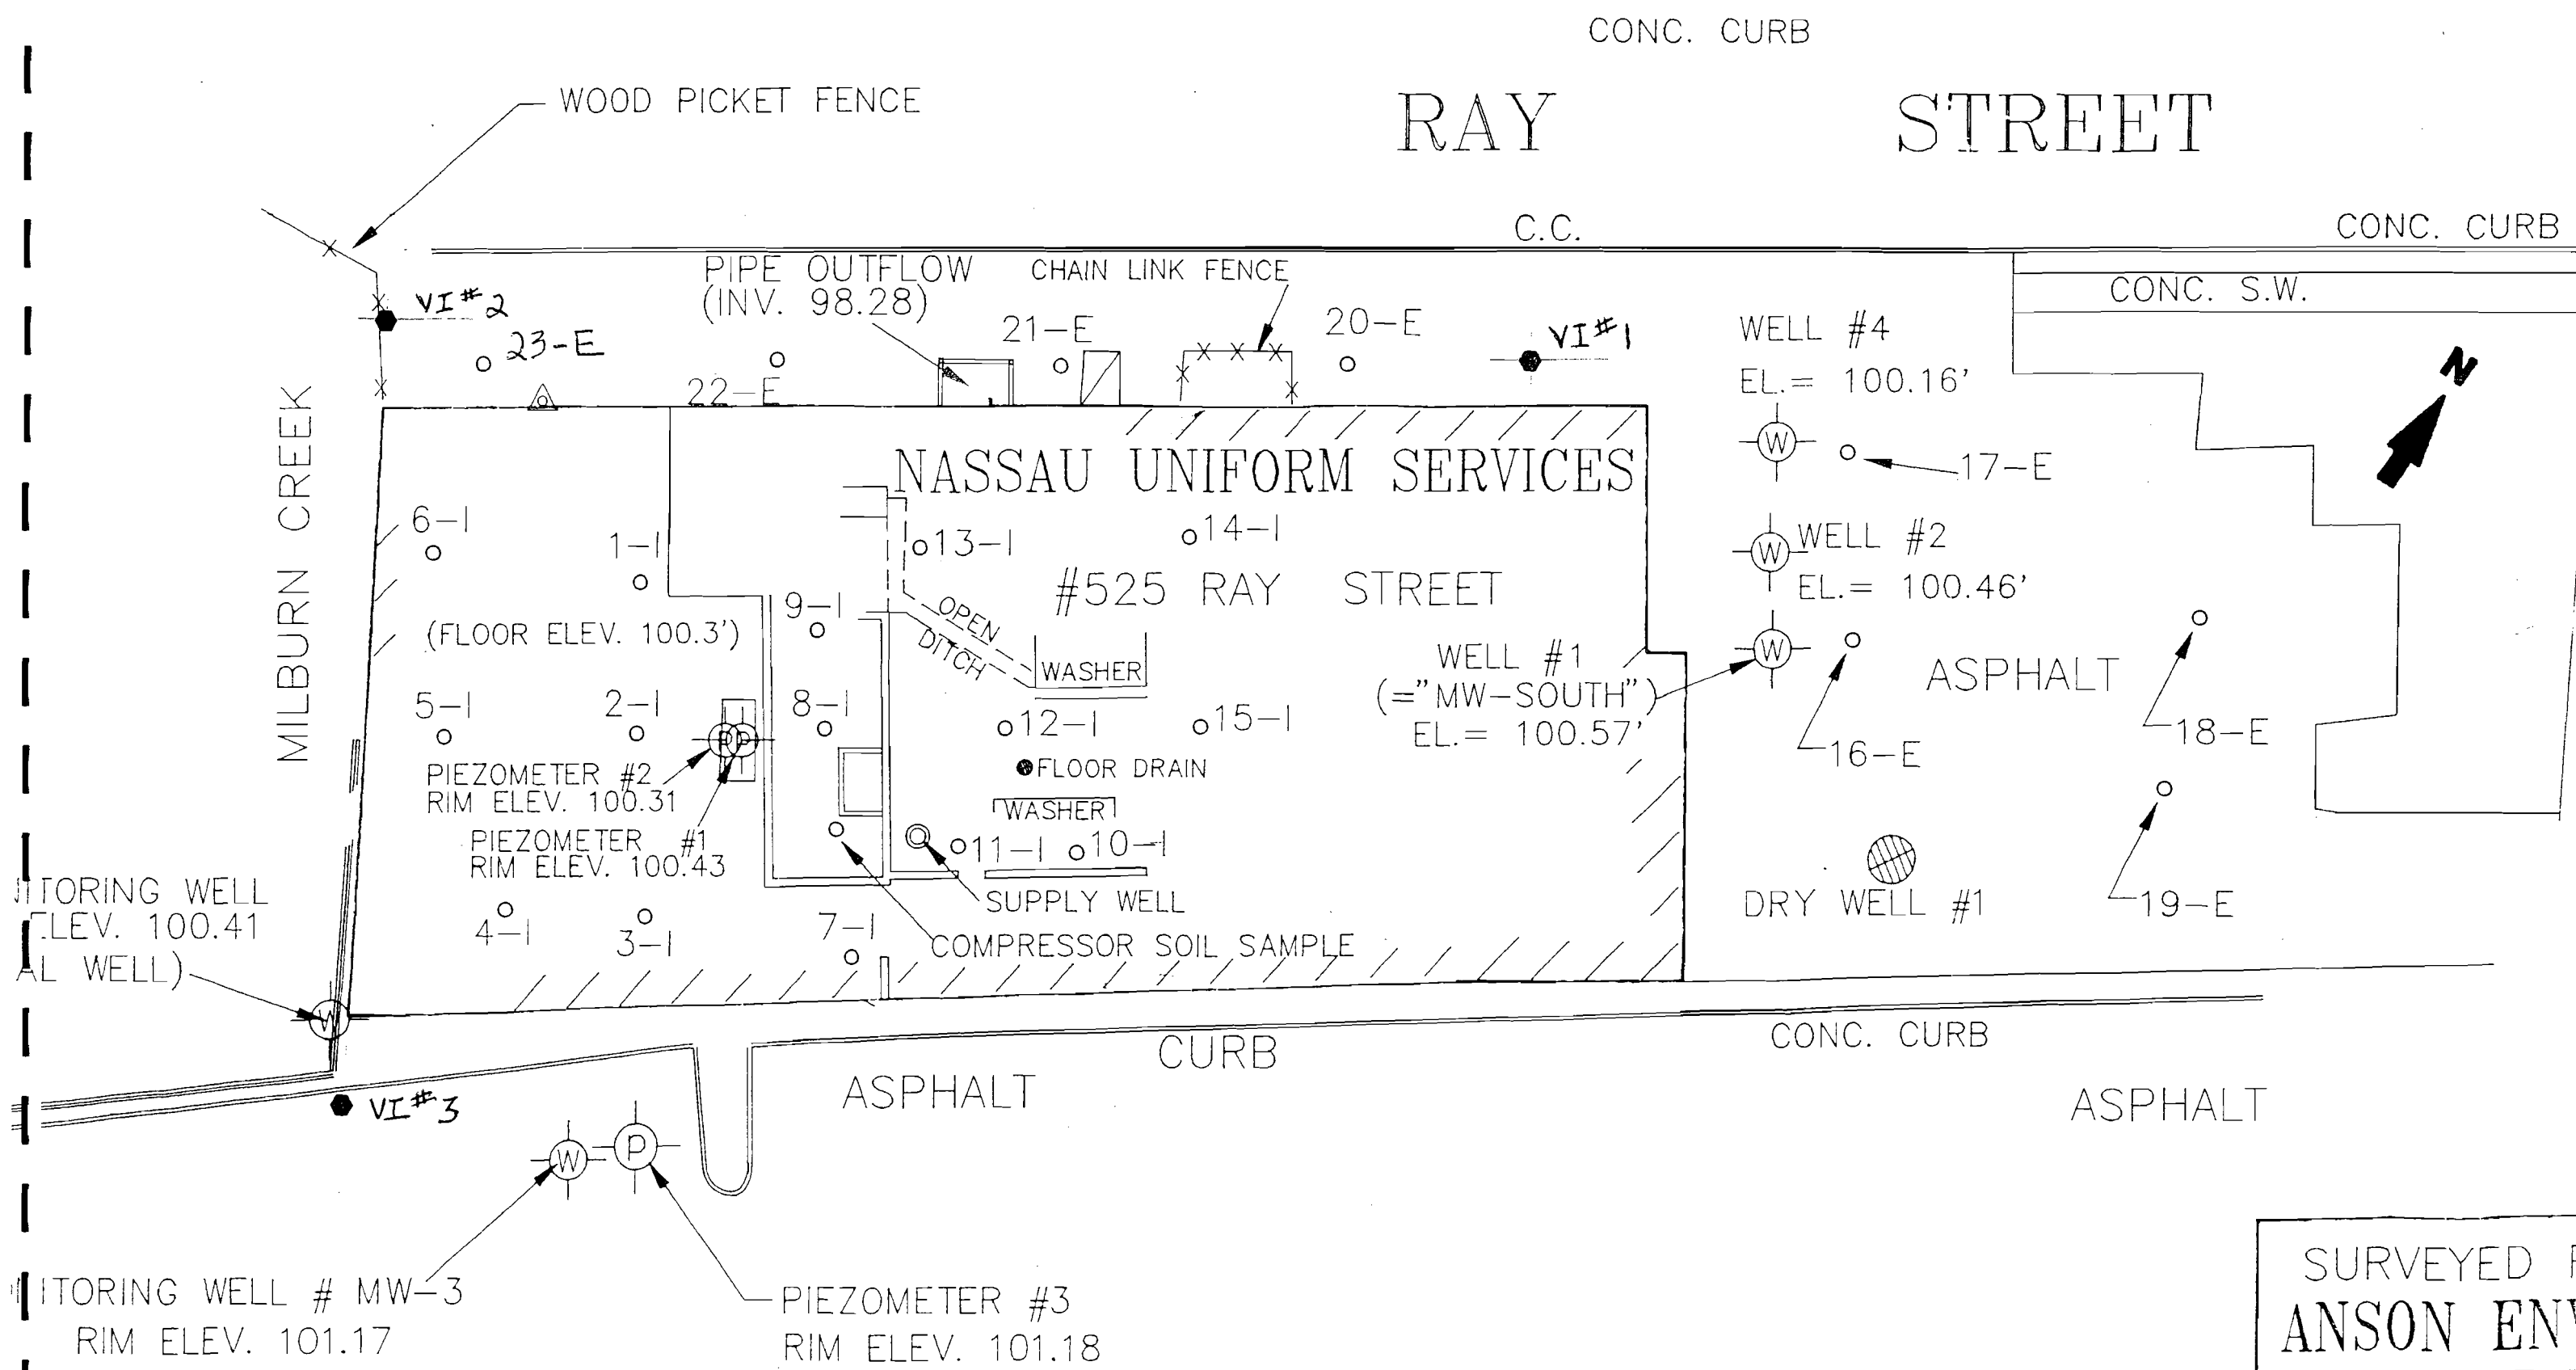 CONC. CURB
RAY STREET
WOOD PICKET FENCE
C.C.
CONC. CURB
PIPE OUTFLOW
(INV. 98.28)
CHAIN LINK FENCE
CONC. S.W.
VI#2
23-E
22-E
21-E
20-E
VI#1
WELL #4
EL.= 100.16'
N
17-E
MILBURN CREEK
NASSAU UNIFORM SERVICES
6-I
1-I
13-I
14-I
WELL #2
EL.= 100.46'
#525 RAY STREET
9-I
OPEN
DITCH
(FLOOR ELEV. 100.3')
WASHER
WELL #1
(="MW-SOUTH")
EL.= 100.57'
ASPHALT
5-I
2-I
8-I
12-I
15-I
16-E
18-E
PIEZOMETER #2
RIM ELEV. 100.31
FLOOR DRAIN
WASHER
PIEZOMETER #1
RIM ELEV. 100.43
11-I
10-I
ITORING WELL
ELEV. 100.41
AL WELL)
SUPPLY WELL
DRY WELL #1
19-E
4-I
3-I
7-I
COMPRESSOR SOIL SAMPLE
W
W
W
W
CURB
CONC. CURB
ASPHALT
ASPHALT
VI#3
W
P
ITORING WELL # MW-3
RIM ELEV. 101.17
PIEZOMETER #3
RIM ELEV. 101.18
SURVEYED
ANSON